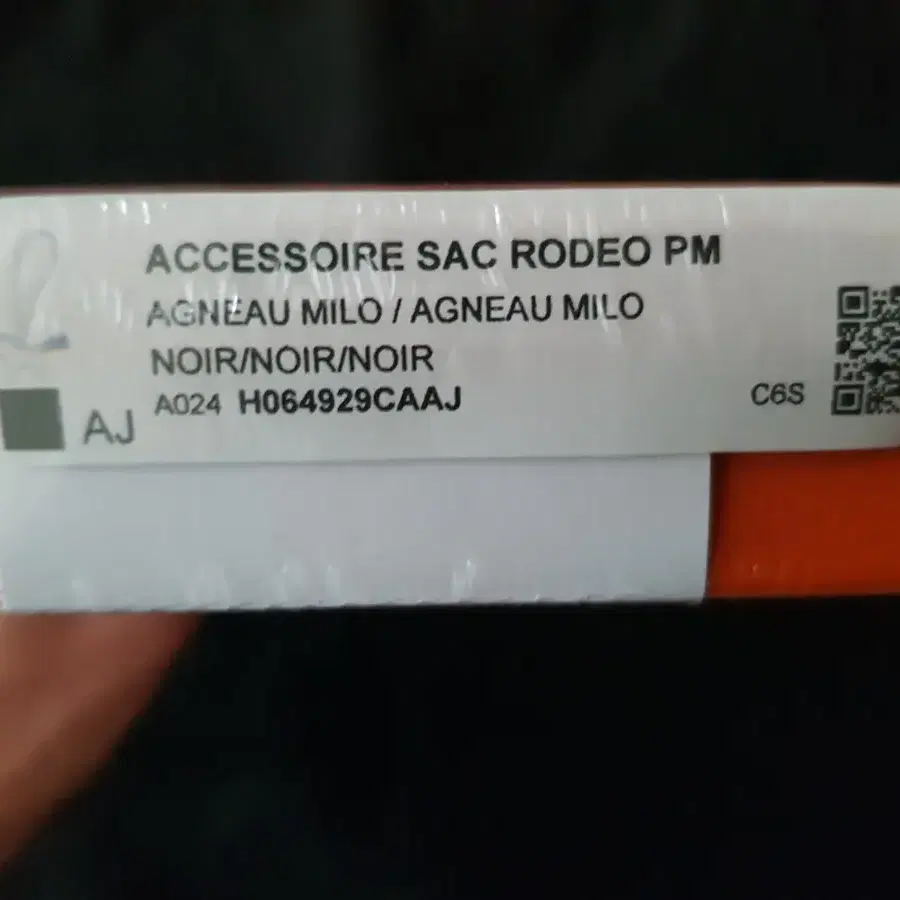 ACCESSOIRE SAC RODEO PM
AGNEAU MILO / AGNEAU MILO
NOIR/NOIR/NOIR
A024 H064929CAAJ
C6S
AJ